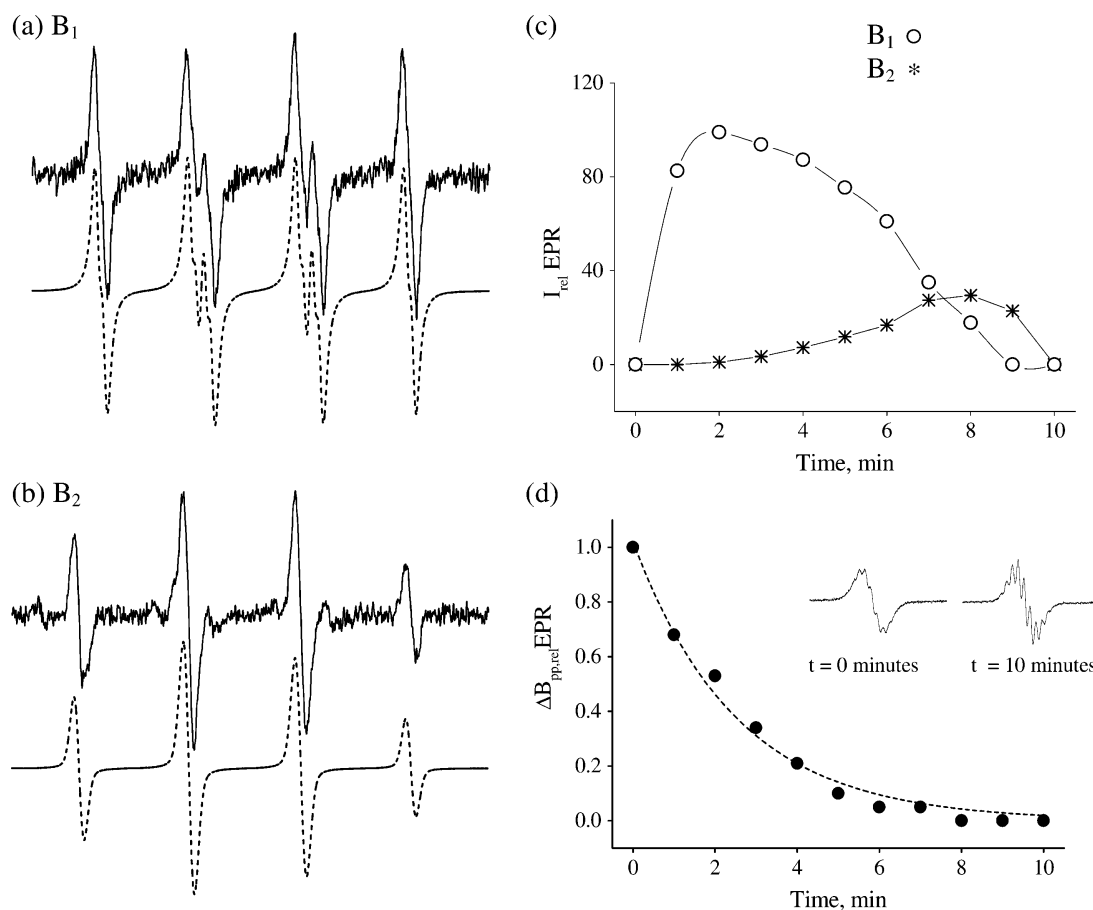 (a) B₁
(b) B₂
(c)
B₁ ○
B₂ *
120
80
40
0
I_rel EPR
0 2 4 6 8 10
Time, min
(d)
1.0
0.8
0.6
0.4
0.2
0.0
ΔB_pp,rel EPR
t = 0 minutes
t = 10 minutes
0 2 4 6 8 10
Time, min